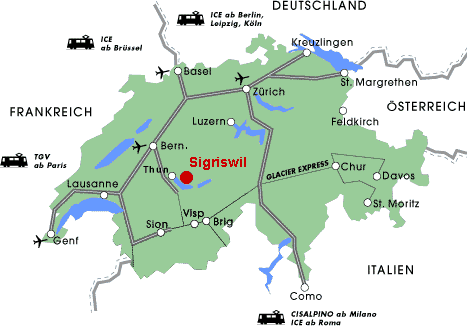 DEUTSCHLAND
ICE ab Berlin,
Leipzig, Köln
ICE
ab Brüssel
Kreuzlingen
Basel
Zürich
St. Margrethen
FRANKREICH
ÖSTERREICH
Luzern
Feldkirch
Bern.
TGV
ab Paris
Thun
Sigriswil
GLACIER EXPRESS
Chur
Davos
Lausanne
St. Moritz
Visp
Brig
Sion
Genf
ITALIEN
Como
CISALPINO ab Milano
ICE ab Roma